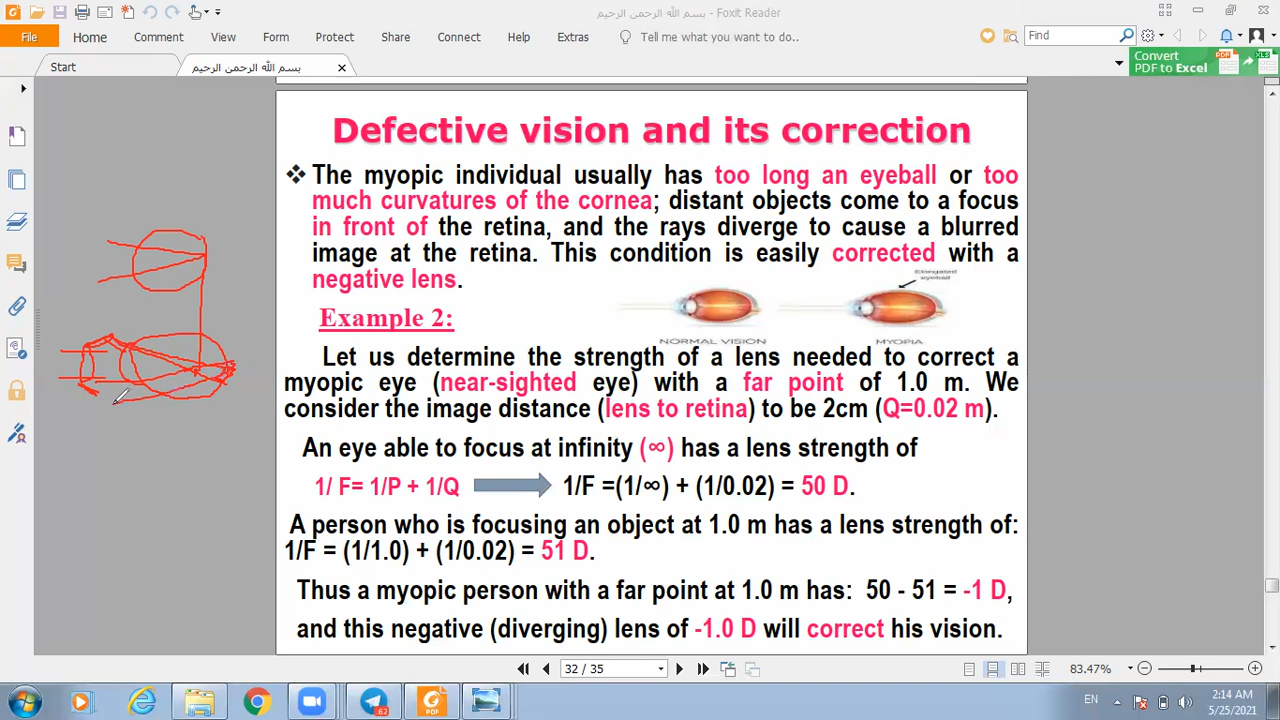 بسم الله الرحمن الرحيم - Foxit Reader
File Home Comment View Form Protect Share Connect Help Extras Tell me what you want to do.. Find
Start بسم الله الرحمن الرحيم
Convert
PDF to Excel
PDF XLS
Defective vision and its correction
❖ The myopic individual usually has too long an eyeball or too
much curvatures of the cornea; distant objects come to a focus
in front of the retina, and the rays diverge to cause a blurred
image at the retina. This condition is easily corrected with a
negative lens.
Elongated
eyeball
NORMAL VISION MYOPIA
Example 2:
Let us determine the strength of a lens needed to correct a
myopic eye (near-sighted eye) with a far point of 1.0 m. We
consider the image distance (lens to retina) to be 2cm (Q=0.02 m).
An eye able to focus at infinity (∞) has a lens strength of
1/ F= 1/P + 1/Q 1/F =(1/∞) + (1/0.02) = 50 D.
A person who is focusing an object at 1.0 m has a lens strength of:
1/F = (1/1.0) + (1/0.02) = 51 D.
Thus a myopic person with a far point at 1.0 m has: 50 - 51 = -1 D,
and this negative (diverging) lens of -1.0 D will correct his vision.
32 / 35 83.47%
62
PDF
EN 2:14 AM
5/25/2021